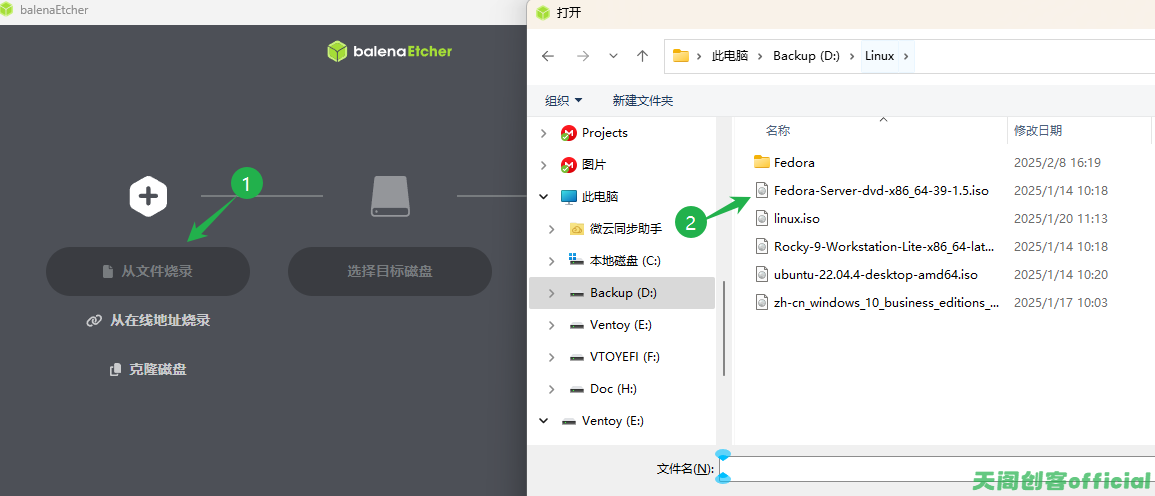 balenaEtcher
balenaEtcher
1
从文件烧录
选择目标磁盘
从在线地址烧录
克隆磁盘
打开
此电脑 Backup (D:) Linux
组织 新建文件夹
Projects
图片
此电脑
微云同步助手
本地磁盘 (C:)
Backup (D:)
Ventoy (E:)
VTOYEFI (F:)
Doc (H:)
Ventoy (E:)
2
名称 修改日期
Fedora 2025/2/8 16:19
Fedora-Server-dvd-x86_64-39-1.5.iso 2025/1/14 10:18
linux.iso 2025/1/20 11:13
Rocky-9-Workstation-Lite-x86_64-lat... 2025/1/14 10:18
ubuntu-22.04.4-desktop-amd64.iso 2025/1/14 10:20
zh-cn_windows_10_business_editions_... 2025/1/17 10:03
文件名(N):
天阁创客official